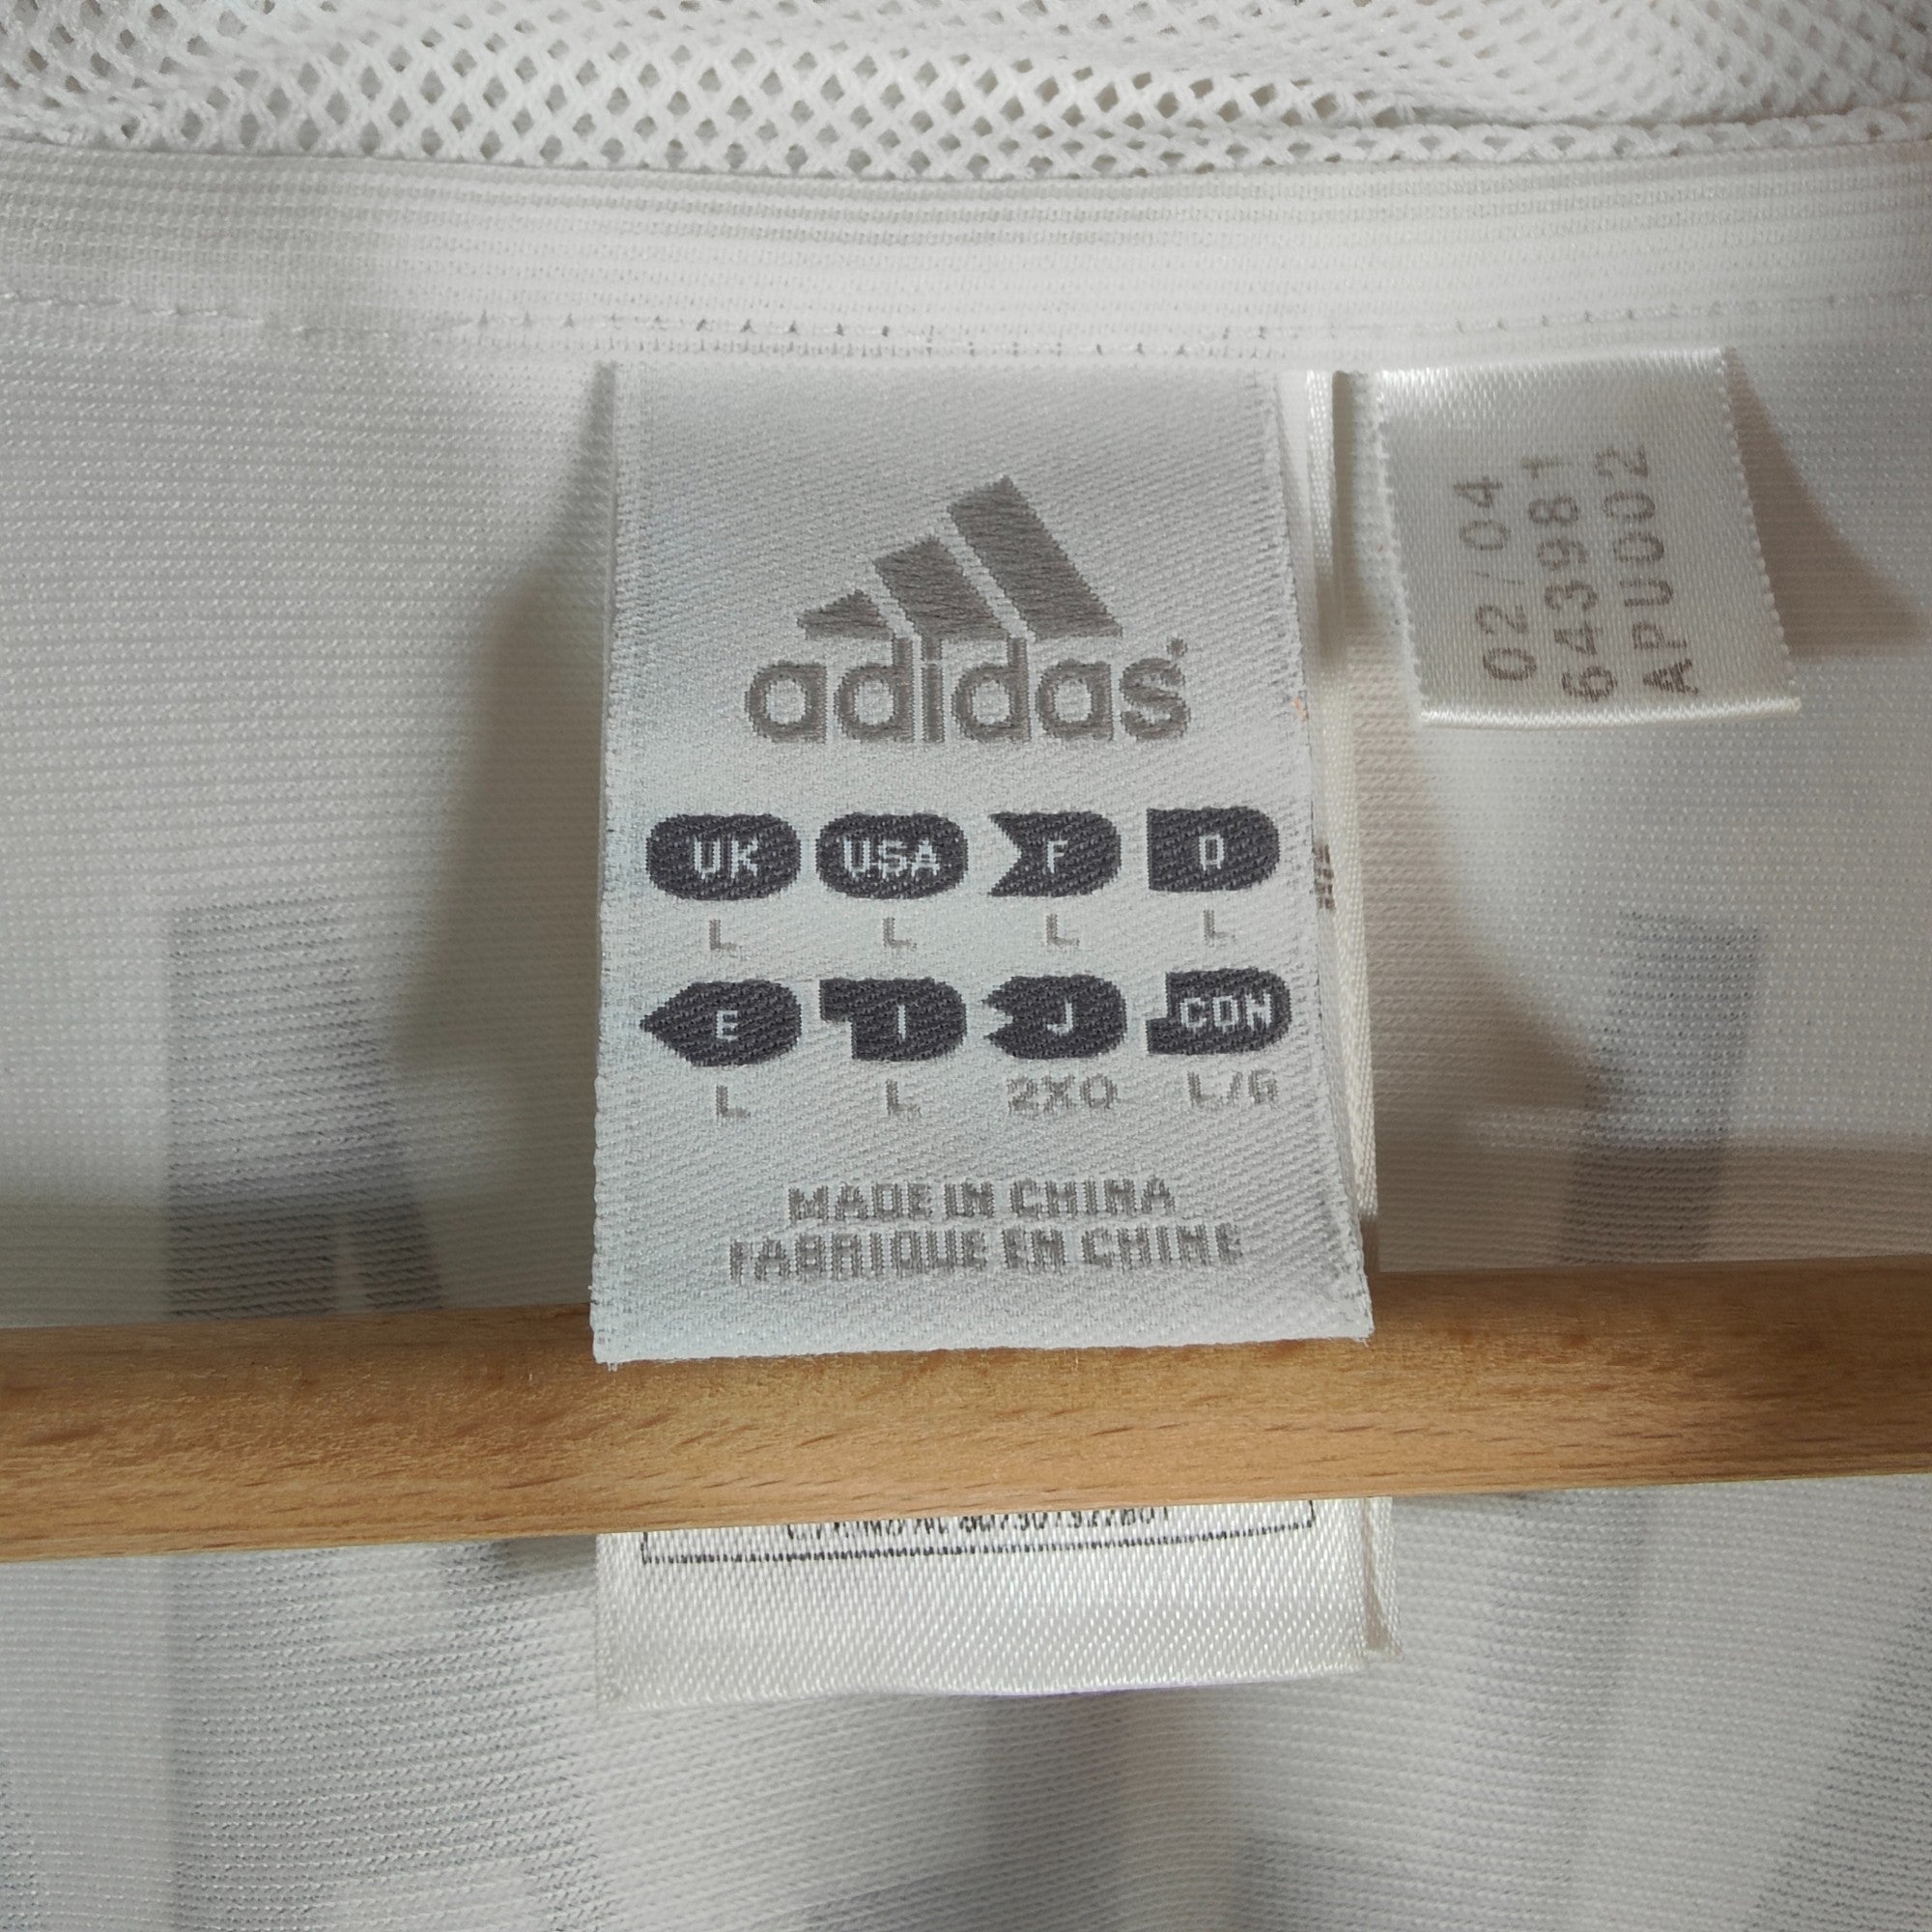 adidas
UK USA F D
L L L L
E I J CDN
L L 2XO L/G
MADE IN CHINA
FABRIQUE EN CHINE
02/04
643981
APU002